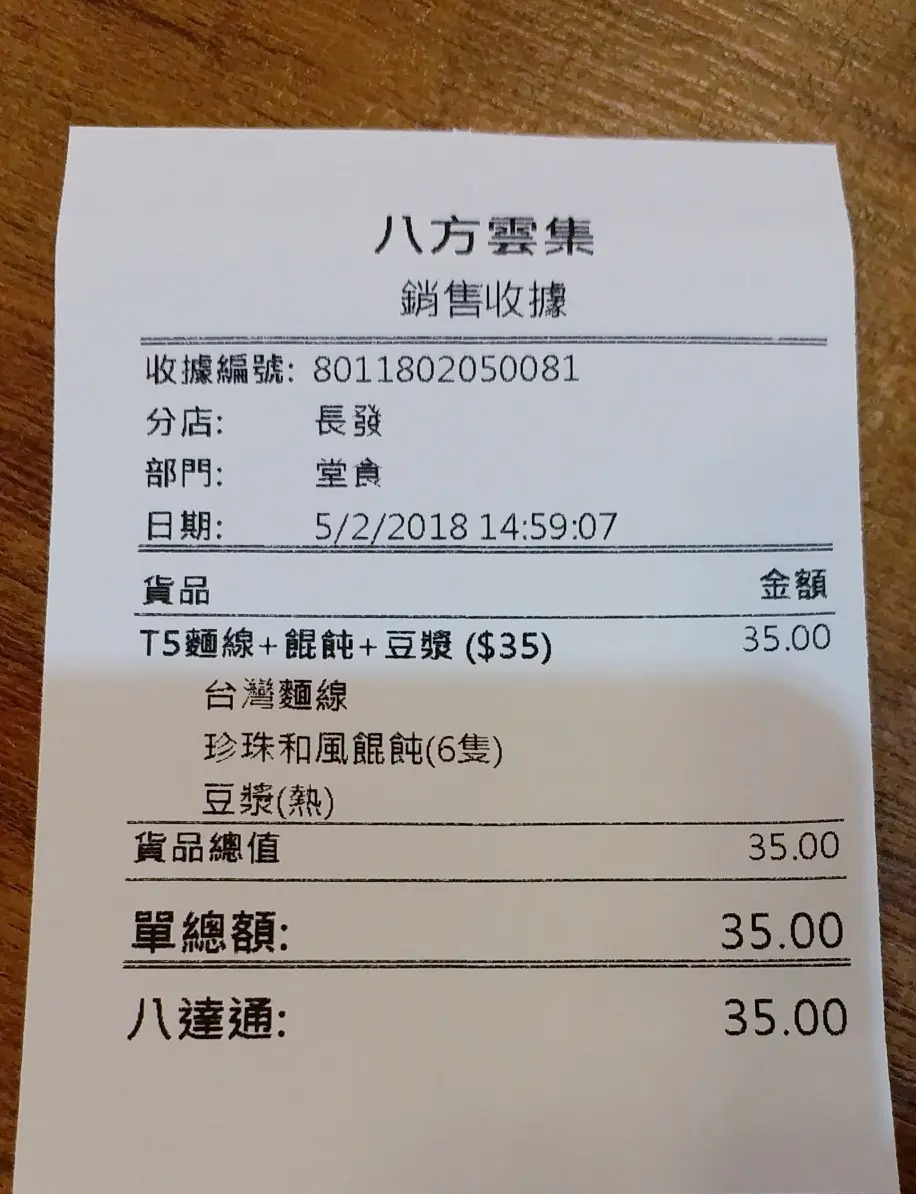 八方雲集
銷售收據
收據編號: 8011802050081
分店: 長發
部門: 堂食
日期: 5/2/2018 14:59:07
貨品 金額
T5麵線+餛飩+豆漿 ($35) 35.00
台灣麵線
珍珠和風餛飩(6隻)
豆漿(熱)
貨品總值 35.00
單總額: 35.00
八達通: 35.00